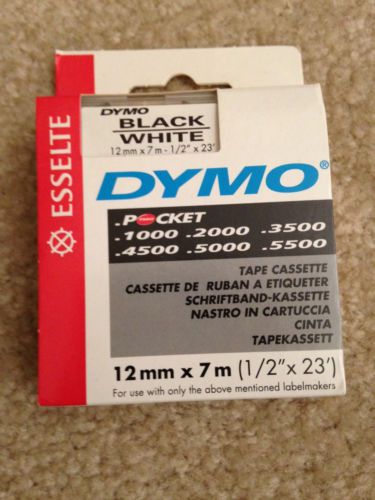 ESSELTE
DYMO
BLACK
WHITE
12 mm x 7 m - 1/2" x 23'
DYMO®
.POCKET
.1000 .2000 .3500
.4500 .5000 .5500
TAPE CASSETTE
CASSETTE DE RUBAN A ETIQUETER
SCHRIFTBAND-KASSETTE
NASTRO IN CARTUCCIA
CINTA
TAPEKASSETT
12 mm x 7 m (1/2" x 23')
For use with only the above mentioned labelmakers